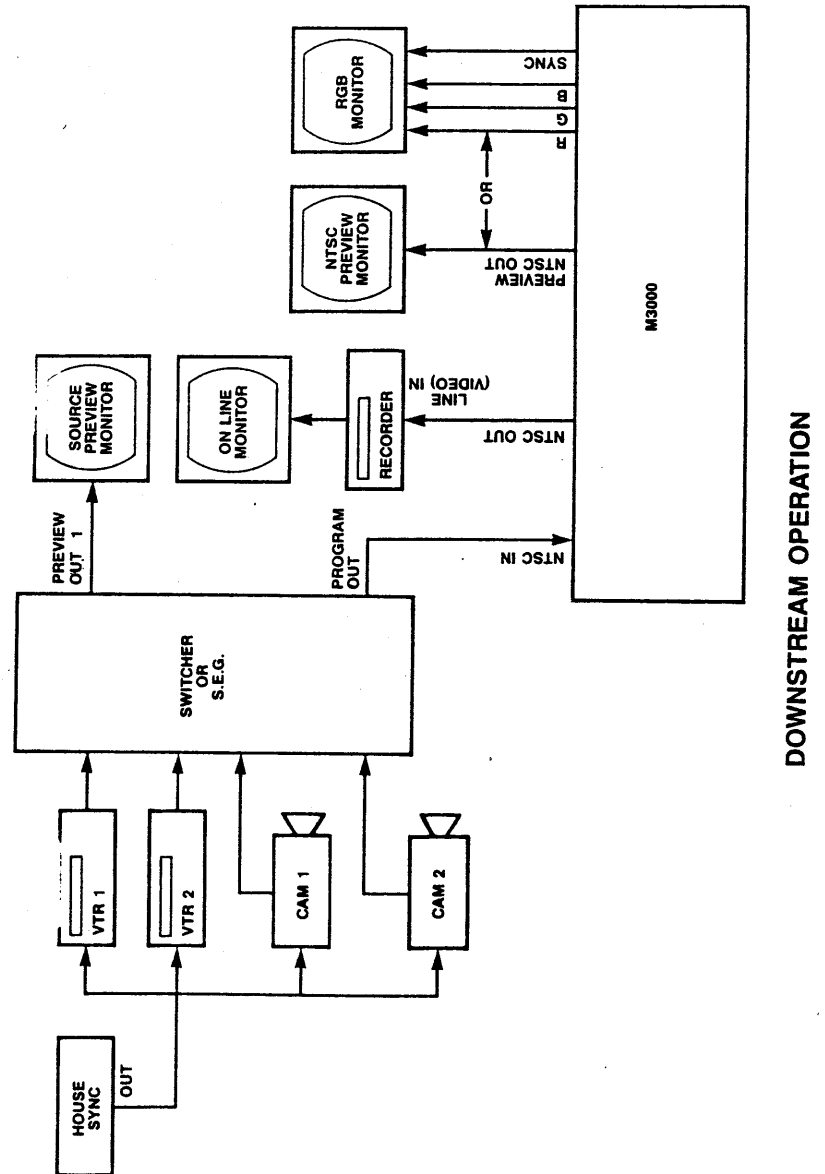 HOUSE
SYNC
OUT
VTR 1
VTR 2
CAM 1
CAM 2
SWITCHER
OR
S.E.G.
PREVIEW
OUT 1
PROGRAM
OUT
SOURCE
PREVIEW
MONITOR
ON LINE
MONITOR
RECORDER
LINE
(VIDEO) IN
NTSC IN
NTSC OUT
NTSC
PREVIEW
MONITOR
PREVIEW
NTSC OUT
OR
RGB
MONITOR
R
G
B
SYNC
M3000
DOWNSTREAM OPERATION